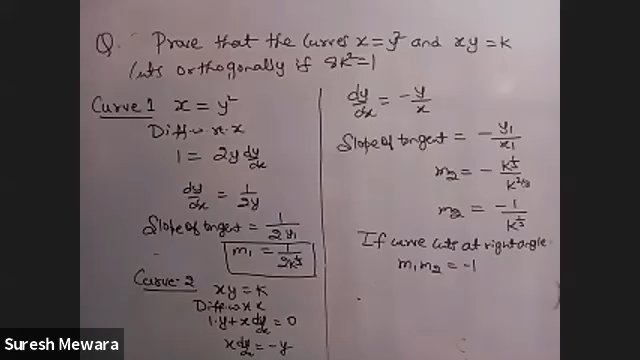 Q. Prove that the curves x = y² and xy = k
Cuts orthogonally if 8k² = 1
Curve 1 x = y²
Diff. w. rt. x
1 = 2y dy/dx
dy/dx = 1/2y
Slope of tangent = 1/2y₁
m₁ = 1/2k^⅓
Curve-2 xy = k
Diff. w. r. x
1.y + x dy/dx = 0
x dy/dx = -y
dy/dx = -y/x
Slope of tangent = -y₁/x₁
m₂ = -k^⅓/k^2/3
m₂ = -1/k^⅓
If curve cuts at right angle.
m₁m₂ = -1
Suresh Mewara